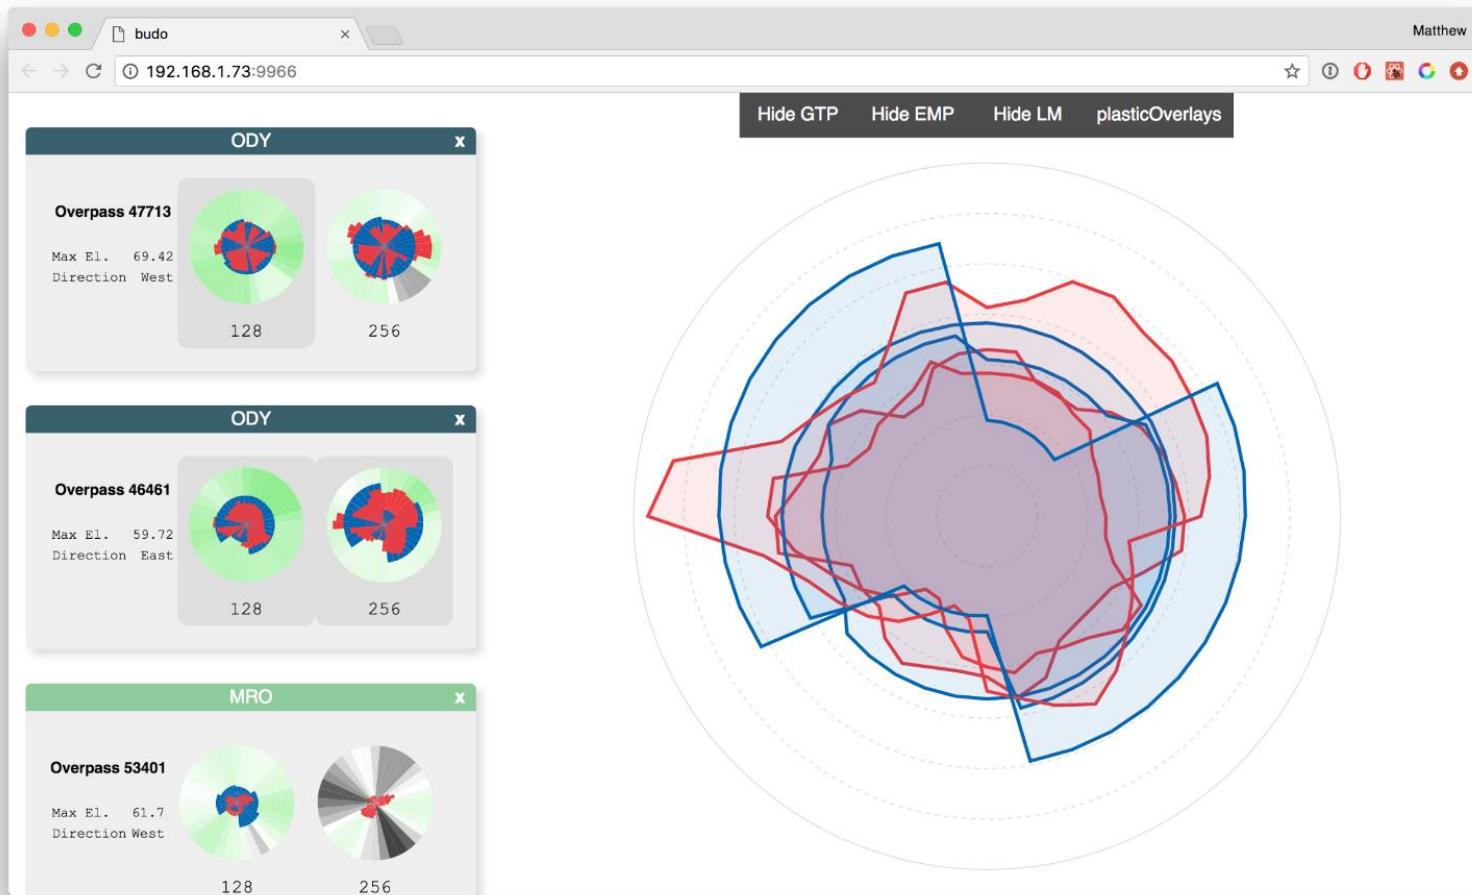 budo
Matthew
192.168.1.73:9966
Hide GTP Hide EMP Hide LM plasticOverlays
ODY x
Overpass 47713
Max El. 69.42
Direction West
128 256
ODY x
Overpass 46461
Max El. 59.72
Direction East
128 256
MRO x
Overpass 53401
Max El. 61.7
Direction West
128 256